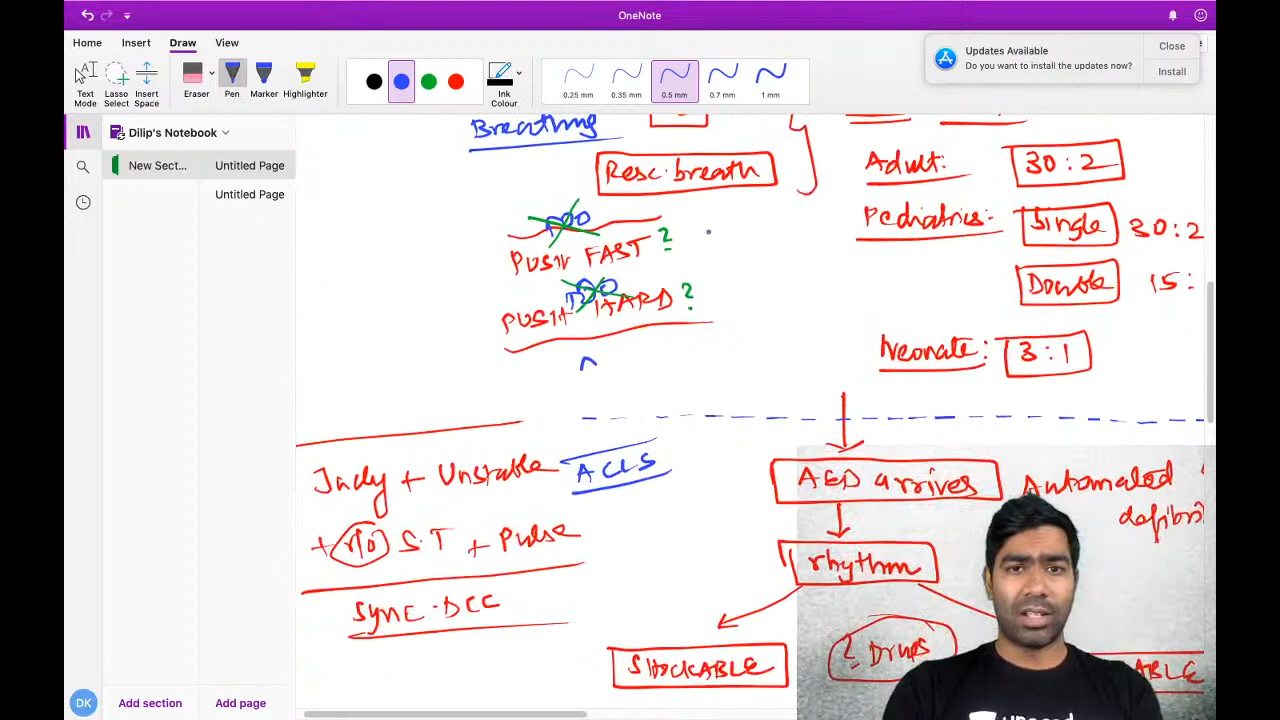 OneNote
Home Insert Draw View
Updates Available
Do you want to install the updates now?
Close
Install
Text Mode
Lasso Select
Insert Space
Eraser
Pen
Marker
Highlighter
Ink Colour
0.25 mm
0.35 mm
0.5 mm
0.7 mm
1 mm
Dilip's Notebook
New Sect...
Untitled Page
Untitled Page
Breathing
Resc. breath
PUSH FAST ?
PUSH HARD ?
Adult: 30:2
Pediatrics: Single 30:2
Double 15:
Neonate: 3:1
+ Unstable
ACLS
+ r/o S.T + Pulse
Sync. DCC
AED arrives
Automated
defibri
rhythm
SHOCKABLE
? Drugs
ABLE
DK
Add section
Add page